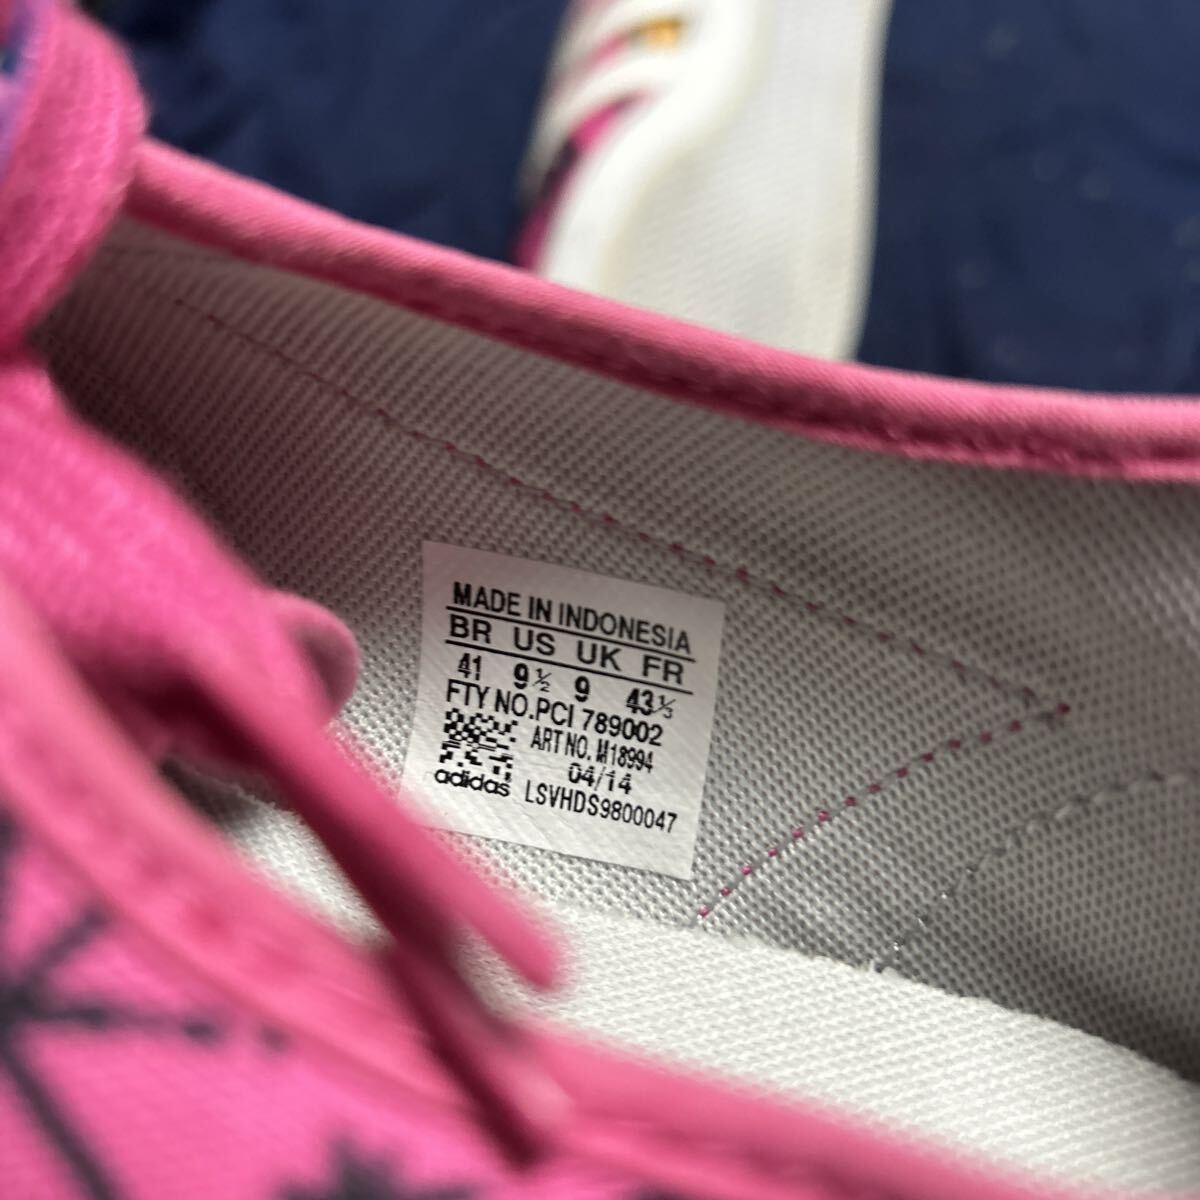 MADE IN INDONESIA
BR US UK FR
41 9½ 9 43⅓
FTY NO.PCI 789002
ART NO. M18994
04/14
adidas LSVHDS9800047